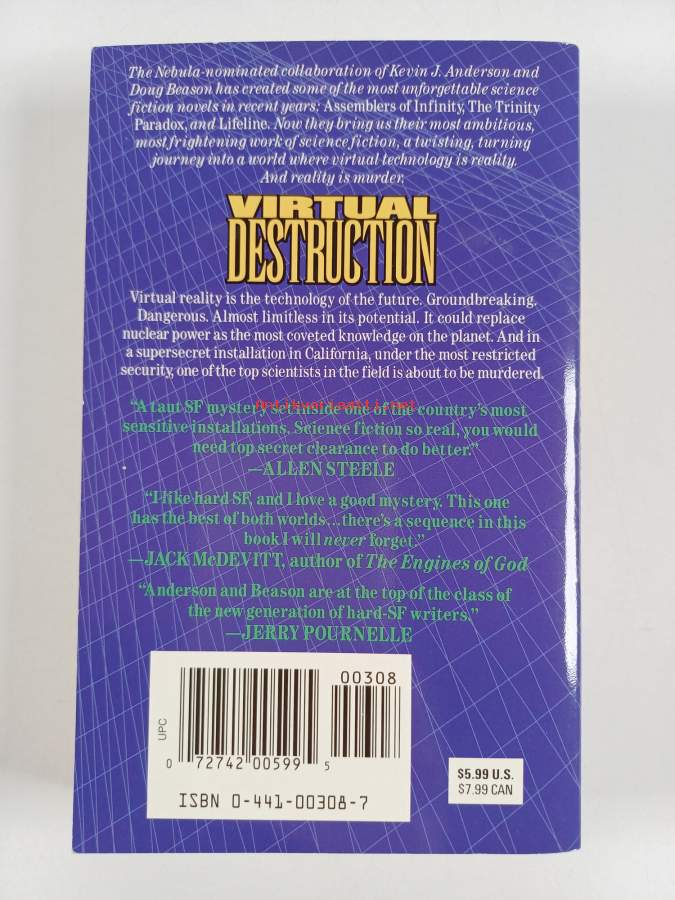 The Nebula-nominated collaboration of Kevin J. Anderson and
Doug Beason has created some of the most unforgettable science
fiction novels in recent years: Assemblers of Infinity, The Trinity
Paradox, and Lifeline. Now they bring us their most ambitious,
most frightening work of science fiction, a twisting, turning
journey into a world where virtual technology is reality.
And reality is murder.
VIRTUAL
DESTRUCTION
Virtual reality is the technology of the future. Groundbreaking.
Dangerous. Almost limitless in its potential. It could replace
nuclear power as the most coveted knowledge on the planet. And in
a supersecret installation in California, under the most restricted
security, one of the top scientists in the field is about to be murdered.
"A taut SF mystery set inside one of the country's most
sensitive installations. Science fiction so real, you would
need top secret clearance to do better."
—ALLEN STEELE
"I like hard SF, and I love a good mystery. This one
has the best of both worlds...there's a sequence in this
book I will never forget."
—JACK McDEVITT, author of The Engines of God
"Anderson and Beason are at the top of the class of
the new generation of hard-SF writers."
—JERRY POURNELLE
00308
UPC
0 72742 00599 5
ISBN 0-441-00308-7
$5.99 U.S.
$7.99 CAN